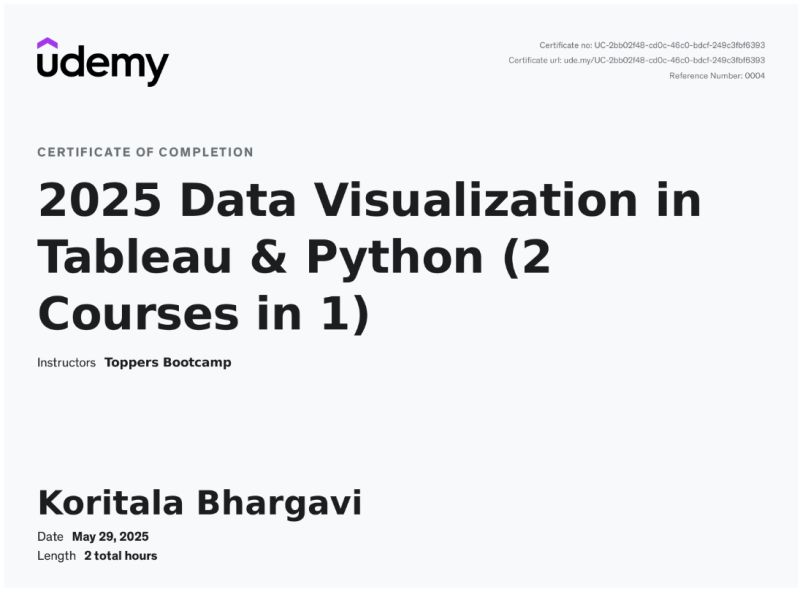 udemy
Certificate no: UC-2bb02f48-cd0c-46c0-bdcf-249c3fbf6393
Certificate url: ude.my/UC-2bb02f48-cd0c-46c0-bdcf-249c3fbf6393
Reference Number: 0004
CERTIFICATE OF COMPLETION
2025 Data Visualization in
Tableau & Python (2
Courses in 1)
Instructors Toppers Bootcamp
Koritala Bhargavi
Date May 29, 2025
Length 2 total hours